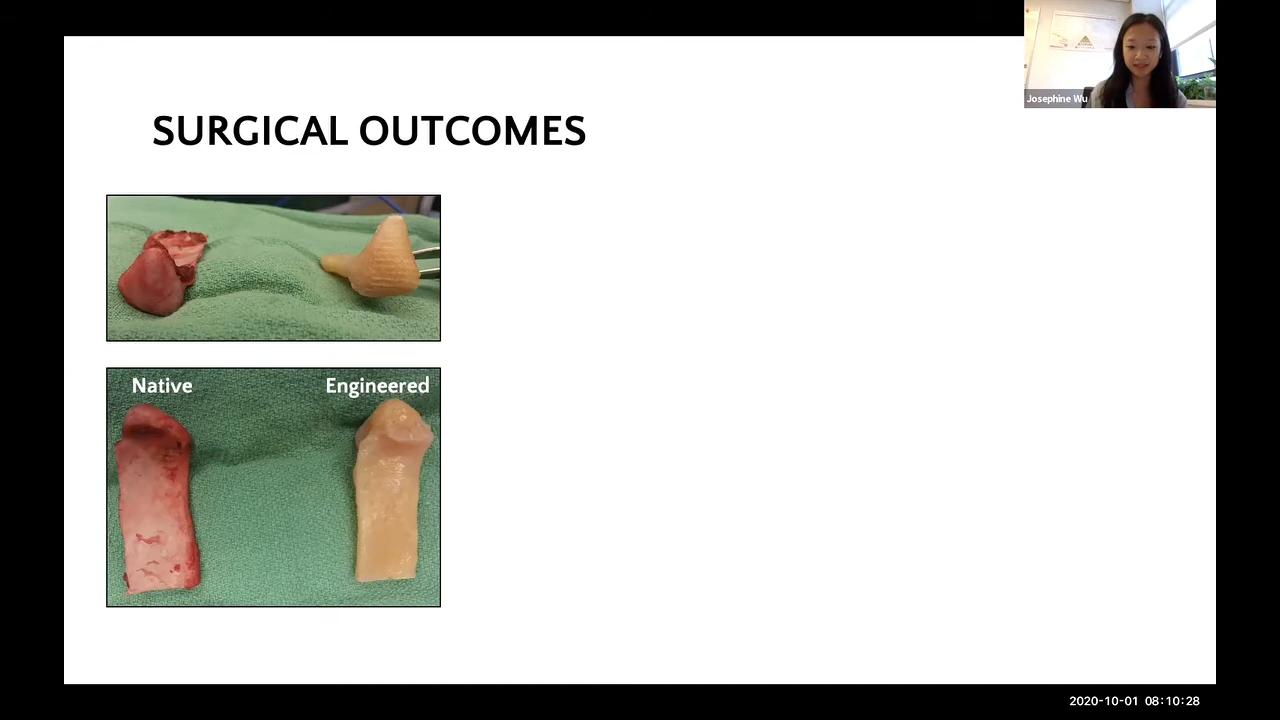 Josephine Wu
SURGICAL OUTCOMES
Native
Engineered
2020-10-01 08:10:28